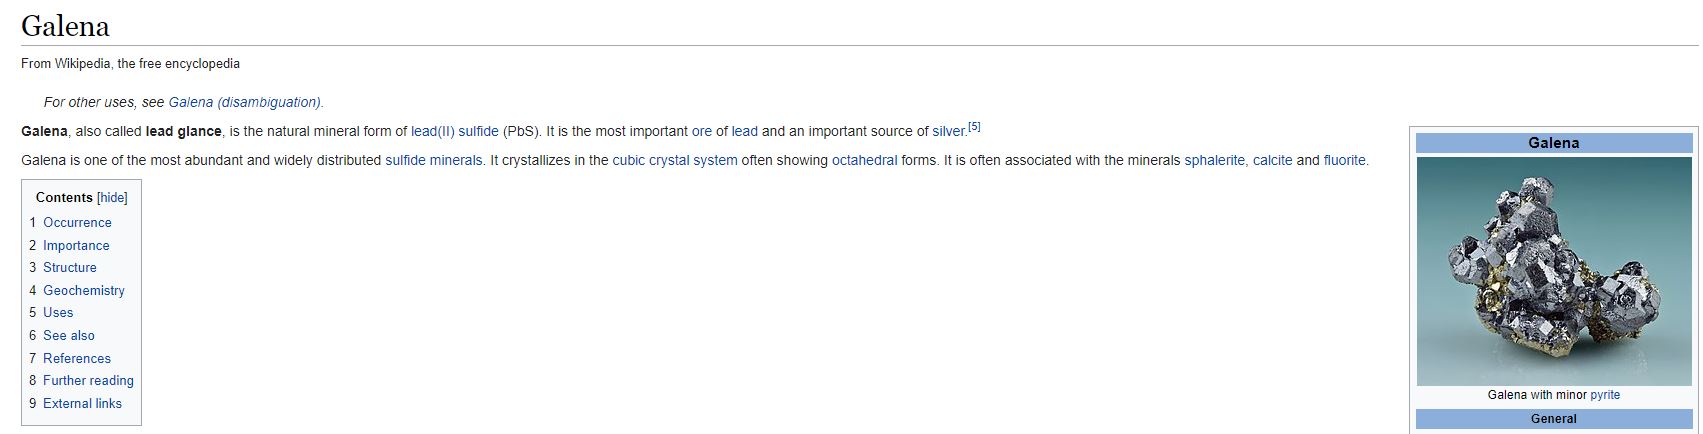 Galena
From Wikipedia, the free encyclopedia
For other uses, see Galena (disambiguation).
Galena, also called lead glance, is the natural mineral form of lead(II) sulfide (PbS). It is the most important ore of lead and an important source of silver.[5]
Galena is one of the most abundant and widely distributed sulfide minerals. It crystallizes in the cubic crystal system often showing octahedral forms. It is often associated with the minerals sphalerite, calcite and fluorite.
Contents [hide]
1 Occurrence
2 Importance
3 Structure
4 Geochemistry
5 Uses
6 See also
7 References
8 Further reading
9 External links
Galena
Galena with minor pyrite
General